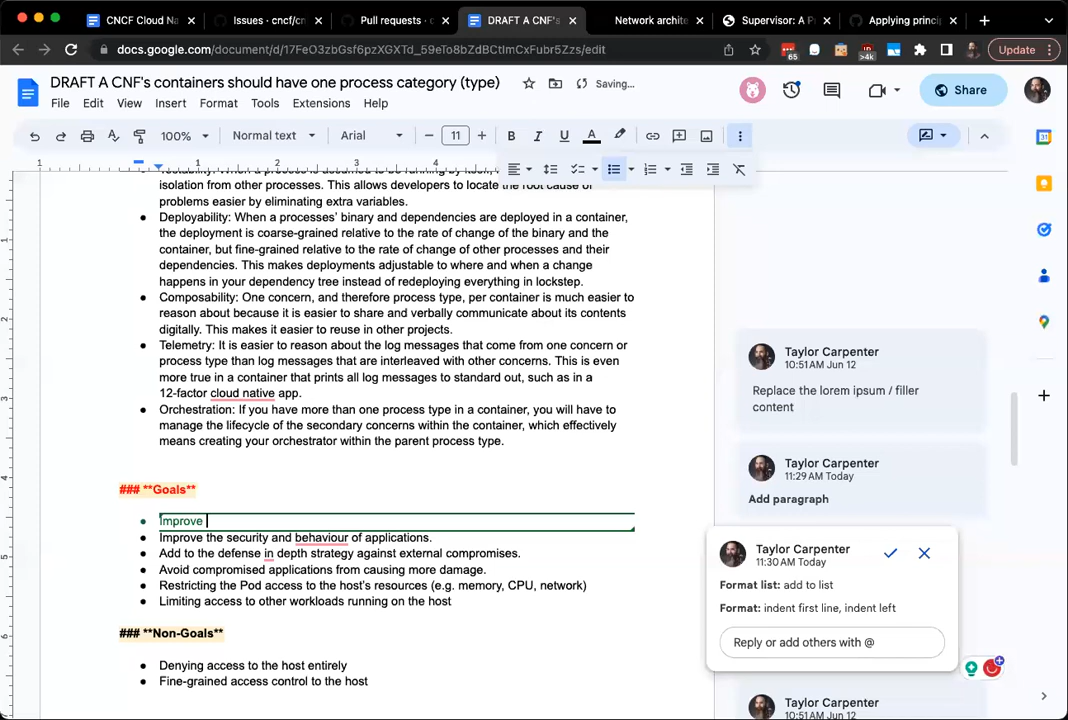 CNCF Cloud Na
Issues · cncf/cn
Pull requests · c
DRAFT A CNF's
Network archite
Supervisor: A P
Applying princip
docs.google.com/document/d/17FeO3zbGsf6pzXGXTd_59eTo8bZdBCtImCxFubr5Zzs/edit
65
>4k
Update
DRAFT A CNF's containers should have one process category (type)
Saving...
File Edit View Insert Format Tools Extensions Help
Share
100%
Normal text
Arial
11
1 1 2 3 4
isolation from other processes. This allows developers to locate the root cause of
problems easier by eliminating extra variables.
Deployability: When a processes' binary and dependencies are deployed in a container,
the deployment is coarse-grained relative to the rate of change of the binary and the
container, but fine-grained relative to the rate of change of other processes and their
dependencies. This makes deployments adjustable to where and when a change
happens in your dependency tree instead of redeploying everything in lockstep.
Composability: One concern, and therefore process type, per container is much easier to
reason about because it is easier to share and verbally communicate about its contents
digitally. This makes it easier to reuse in other projects.
Telemetry: It is easier to reason about the log messages that come from one concern or
process type than log messages that are interleaved with other concerns. This is even
more true in a container that prints all log messages to standard out, such as in a
12-factor cloud native app.
Orchestration: If you have more than one process type in a container, you will have to
manage the lifecycle of the secondary concerns within the container, which effectively
means creating your orchestrator within the parent process type.
### **Goals**
Improve
Improve the security and behaviour of applications.
Add to the defense in depth strategy against external compromises.
Avoid compromised applications from causing more damage.
Restricting the Pod access to the host's resources (e.g. memory, CPU, network)
Limiting access to other workloads running on the host
### **Non-Goals**
Denying access to the host entirely
Fine-grained access control to the host
1
2
3
4
5
6
Taylor Carpenter
10:51 AM Jun 12
Replace the lorem ipsum / filler
content
Taylor Carpenter
11:29 AM Today
Add paragraph
Taylor Carpenter
11:30 AM Today
Format list: add to list
Format: indent first line, indent left
Reply or add others with @
Taylor Carpenter
10:51 AM Jun 12